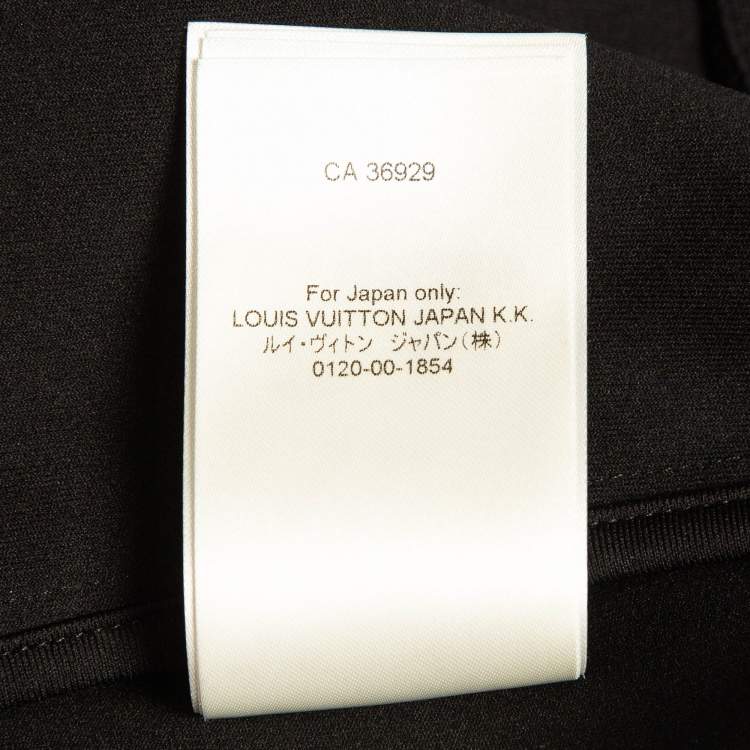 CA 36929
For Japan only:
LOUIS VUITTON JAPAN K.K.
ルイ・ヴィトン ジャパン(株)
0120-00-1854